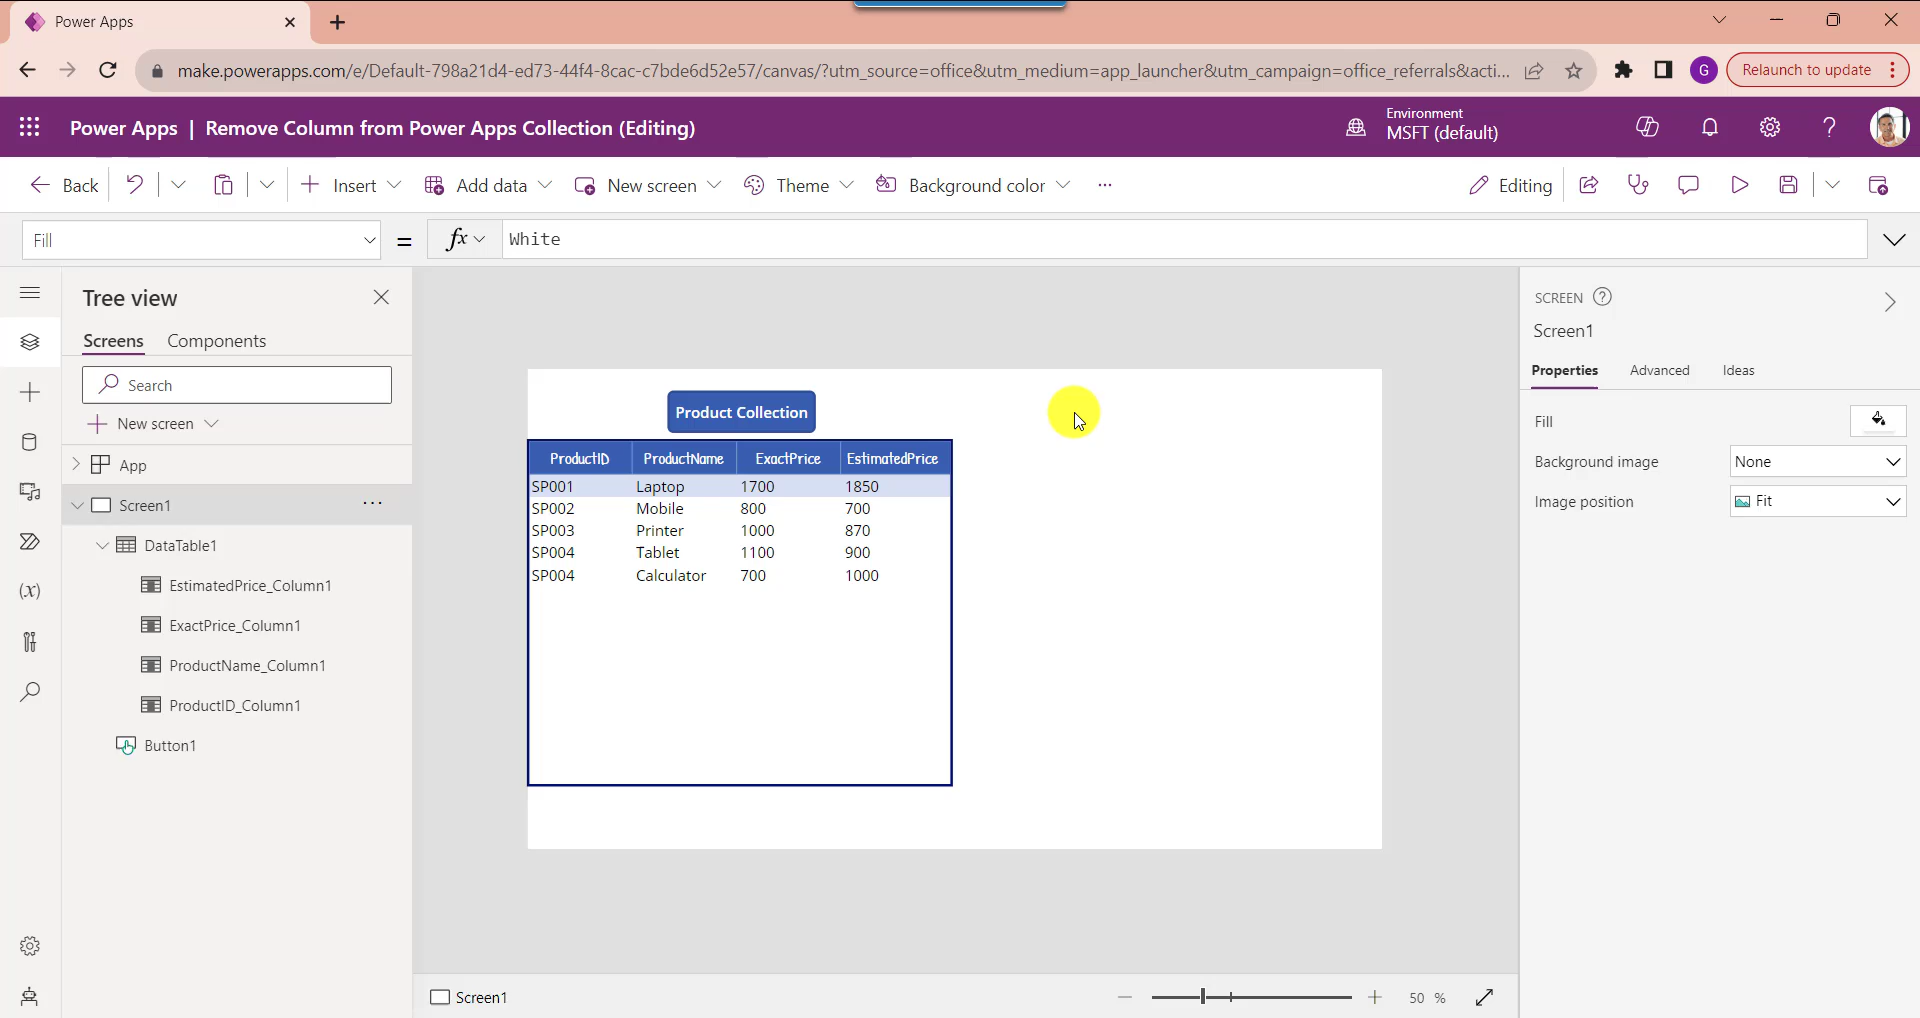 Power Apps
make.powerapps.com/e/Default-798a21d4-ed73-44f4-8cac-c7bde6d52e57/canvas/?utm_source=office&utm_medium=app_launcher&utm_campaign=office_referrals&acti...
G
Relaunch to update
Power Apps | Remove Column from Power Apps Collection (Editing)
Environment
MSFT (default)
Back
Insert
Add data
New screen
Theme
Background color
...
Editing
Fill
=
fx
White
Tree view
Screens
Components
Search
New screen
App
Screen1
...
DataTable1
EstimatedPrice_Column1
ExactPrice_Column1
ProductName_Column1
ProductID_Column1
Button1
(x)
Product Collection
ProductID ProductName ExactPrice EstimatedPrice
SP001 Laptop 1700 1850
SP002 Mobile 800 700
SP003 Printer 1000 870
SP004 Tablet 1100 900
SP004 Calculator 700 1000
SCREEN
Screen1
Properties
Advanced
Ideas
Fill
Background image
None
Image position
Fit
Screen1
50 %